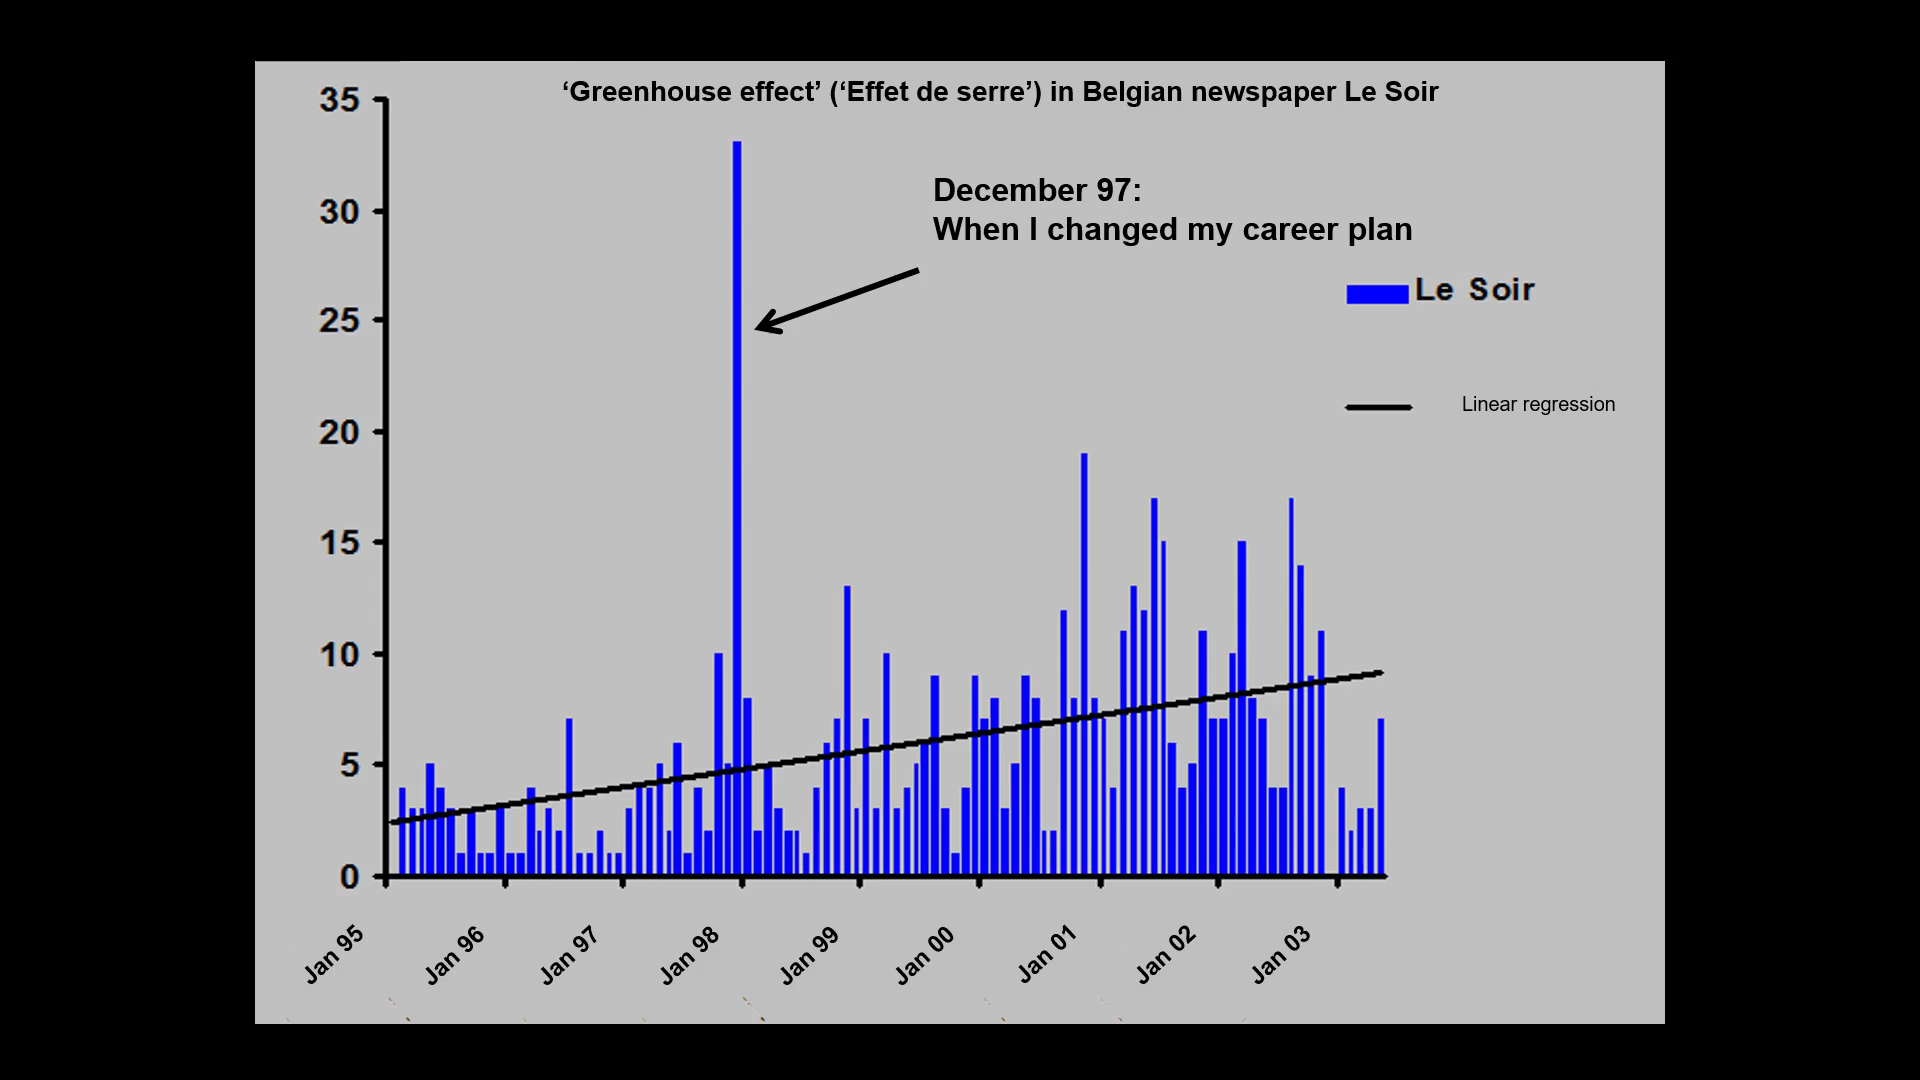 ‘Greenhouse effect’ (‘Effet de serre’) in Belgian newspaper Le Soir
35
30
25
20
15
10
5
0
December 97:
When I changed my career plan
Le Soir
Linear regression
Jan 95
Jan 96
Jan 97
Jan 98
Jan 99
Jan 00
Jan 01
Jan 02
Jan 03